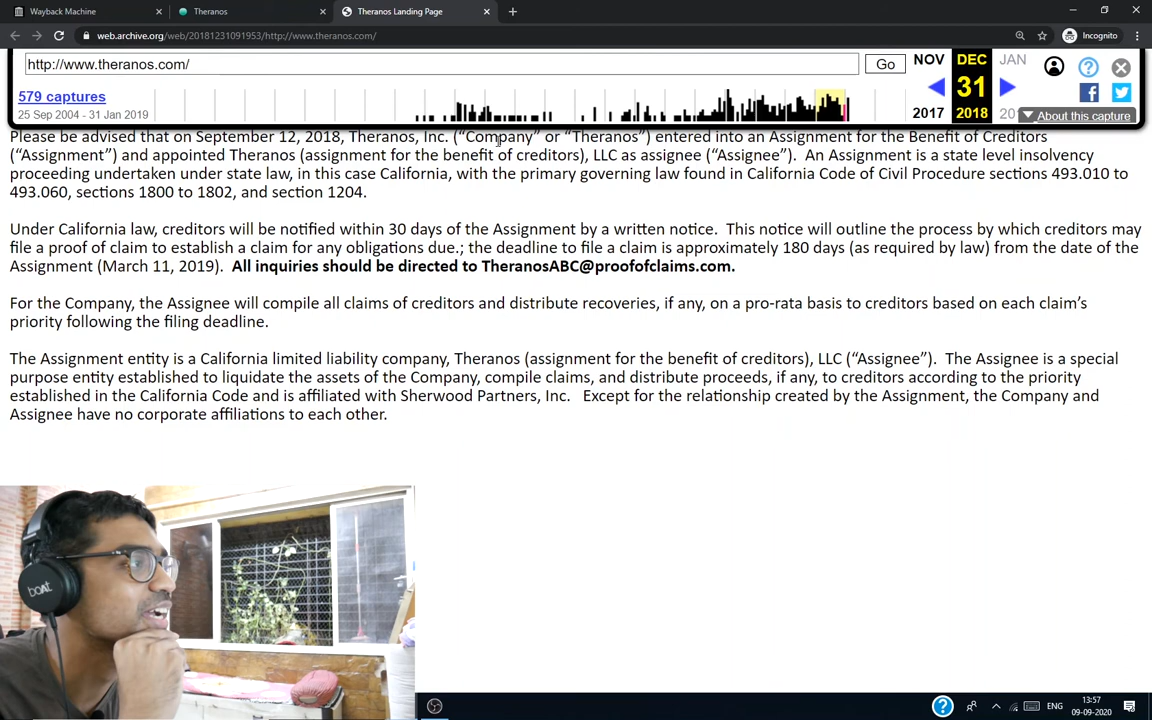 Wayback Machine
Theranos
Theranos Landing Page
web.archive.org/web/20181231091953/http://www.theranos.com/
Incognito
http://www.theranos.com/
Go
NOV
DEC
JAN
579 captures
31
25 Sep 2004 - 31 Jan 2019
2017
2018
About this capture
Please be advised that on September 12, 2018, Theranos, Inc. (“Company” or “Theranos”) entered into an Assignment for the Benefit of Creditors
(“Assignment”) and appointed Theranos (assignment for the benefit of creditors), LLC as assignee (“Assignee”).  An Assignment is a state level insolvency
proceeding undertaken under state law, in this case California, with the primary governing law found in California Code of Civil Procedure sections 493.010 to
493.060, sections 1800 to 1802, and section 1204.
Under California law, creditors will be notified within 30 days of the Assignment by a written notice.  This notice will outline the process by which creditors may
file a proof of claim to establish a claim for any obligations due.; the deadline to file a claim is approximately 180 days (as required by law) from the date of the
Assignment (March 11, 2019).  All inquiries should be directed to TheranosABC@proofofclaims.com.
For the Company, the Assignee will compile all claims of creditors and distribute recoveries, if any, on a pro-rata basis to creditors based on each claim’s
priority following the filing deadline.
The Assignment entity is a California limited liability company, Theranos (assignment for the benefit of creditors), LLC (“Assignee”).  The Assignee is a special
purpose entity established to liquidate the assets of the Company, compile claims, and distribute proceeds, if any, to creditors according to the priority
established in the California Code and is affiliated with Sherwood Partners, Inc.   Except for the relationship created by the Assignment, the Company and
Assignee have no corporate affiliations to each other.
boAt
ENG
13:57
09-09-2020